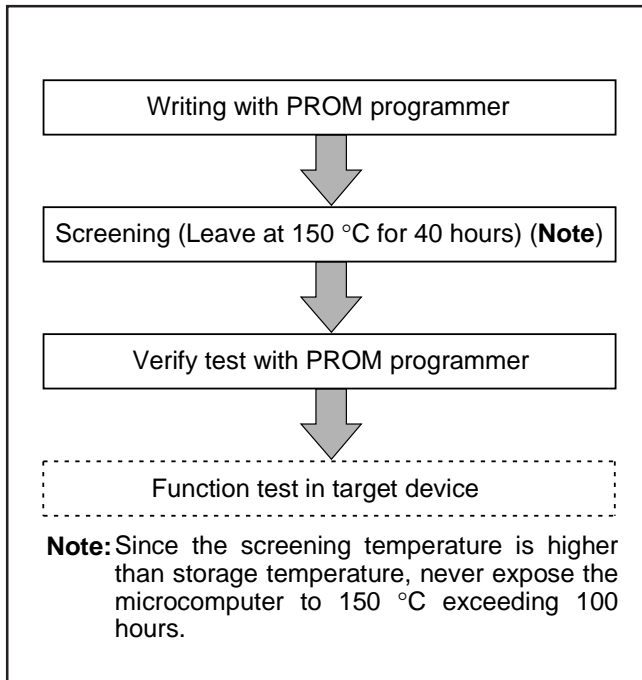 Writing with PROM programmer
Screening (Leave at 150 °C for 40 hours) (Note)
Verify test with PROM programmer
Function test in target device
Note: Since the screening temperature is higher
than storage temperature, never expose the
microcomputer to 150 °C exceeding 100
hours.